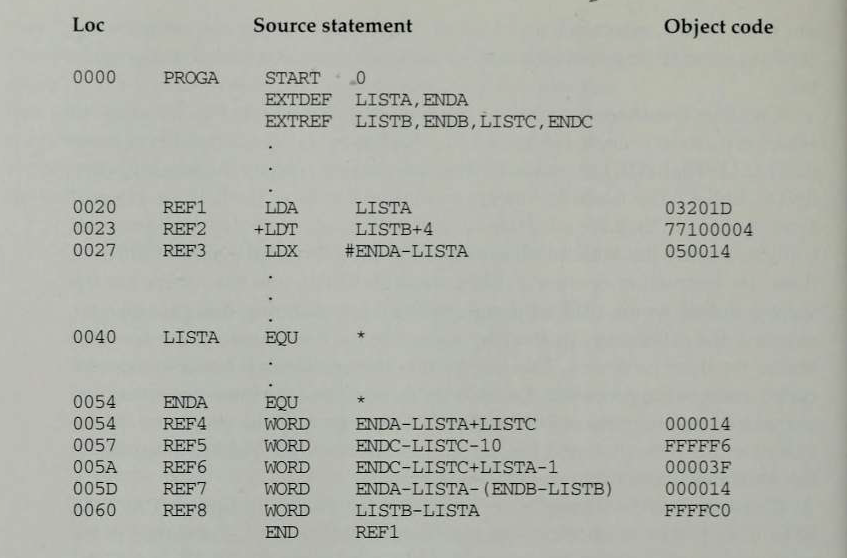 Loc Source statement Object code
0000 PROGA START 0
EXTDEF LISTA,ENDA
EXTREF LISTB,ENDB,LISTC,ENDC
.
.
.
0020 REF1 LDA LISTA 03201D
0023 REF2 +LDT LISTB+4 77100004
0027 REF3 LDX #ENDA-LISTA 050014
.
.
.
0040 LISTA EQU *
.
.
0054 ENDA EQU *
0054 REF4 WORD ENDA-LISTA+LISTC 000014
0057 REF5 WORD ENDC-LISTC-10 FFFFF6
005A REF6 WORD ENDC-LISTC+LISTA-1 00003F
005D REF7 WORD ENDA-LISTA-(ENDB-LISTB) 000014
0060 REF8 WORD LISTB-LISTA FFFFC0
END REF1